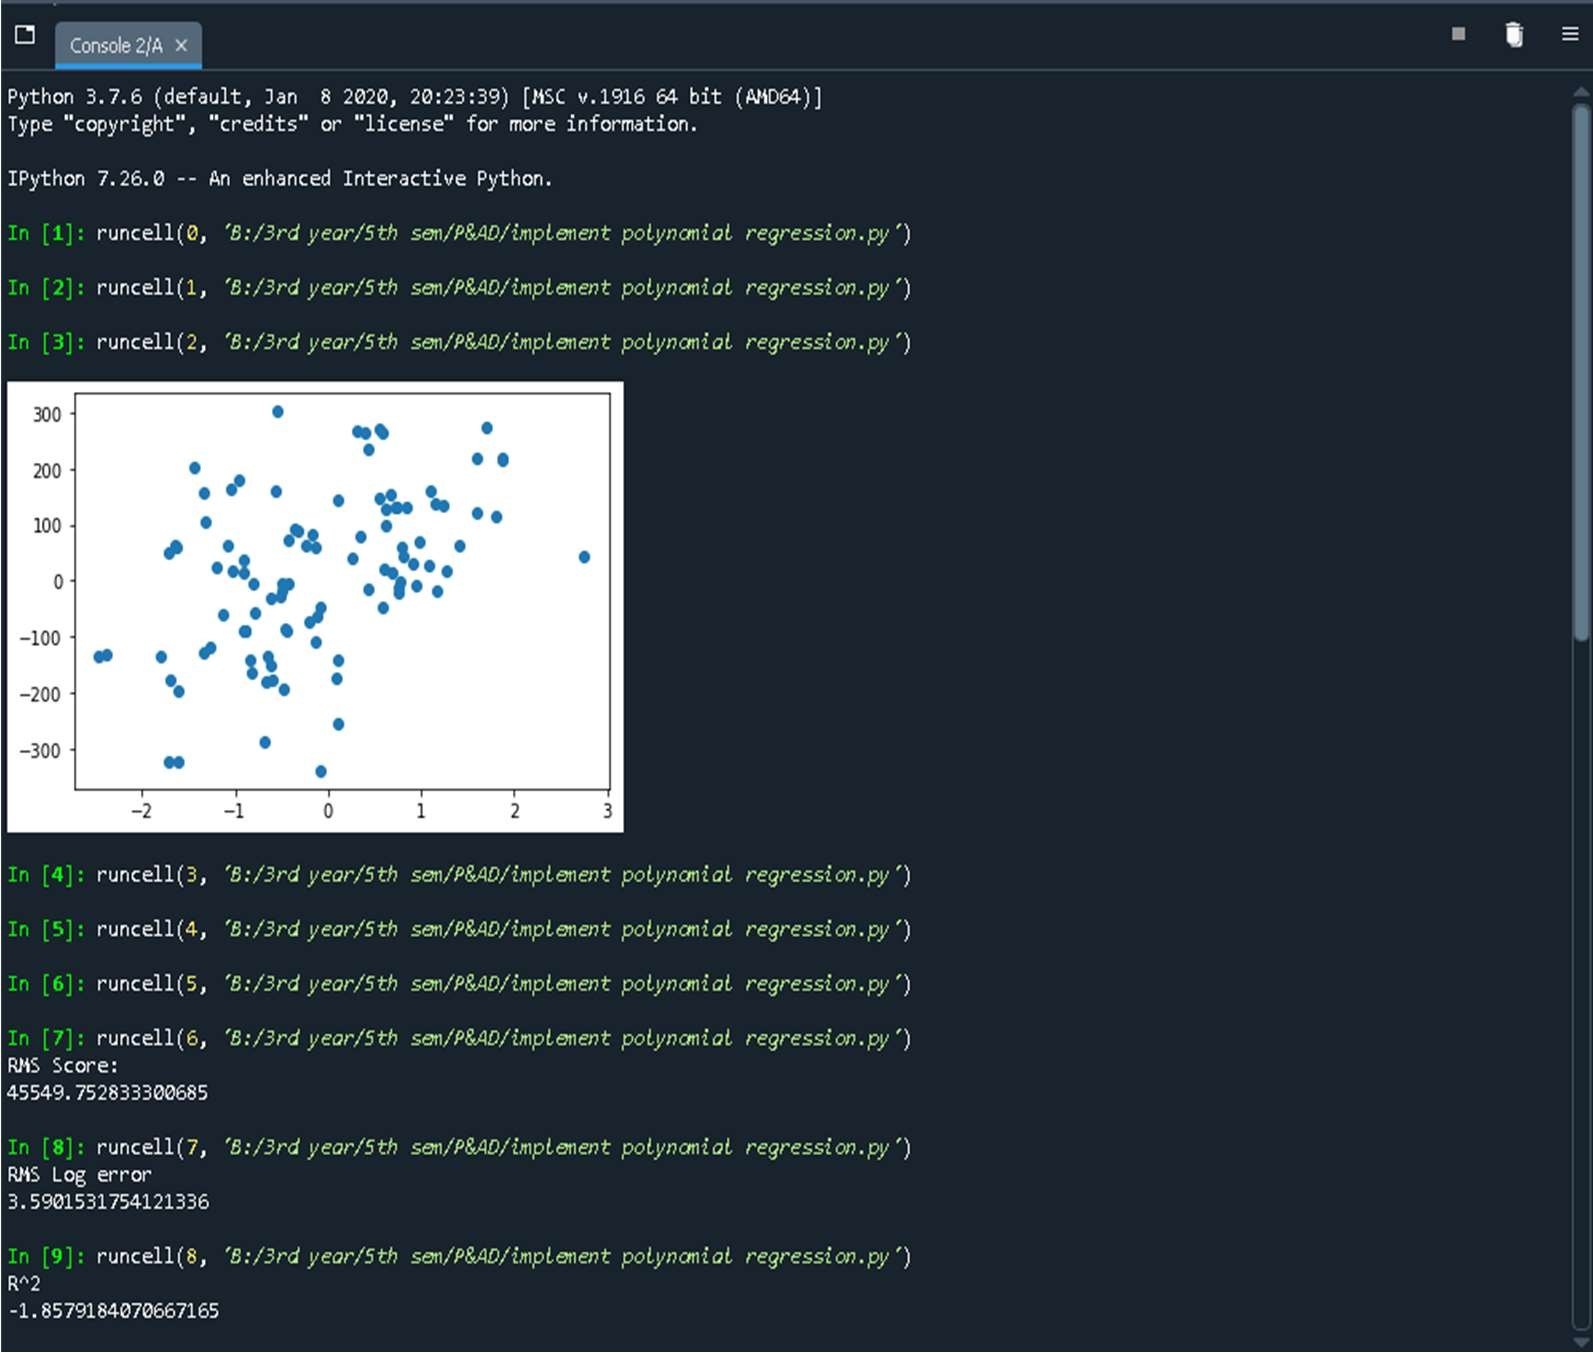 Console 2/A
Python 3.7.6 (default, Jan  8 2020, 20:23:39) [MSC v.1916 64 bit (AMD64)]
Type "copyright", "credits" or "license" for more information.
IPython 7.26.0 -- An enhanced Interactive Python.
In [1]: runcell(0, 'B:/3rd year/5th sem/P&AD/implement polynomial regression.py')
In [2]: runcell(1, 'B:/3rd year/5th sem/P&AD/implement polynomial regression.py')
In [3]: runcell(2, 'B:/3rd year/5th sem/P&AD/implement polynomial regression.py')
300
200
100
0
−100
−200
−300
−2 −1 0 1 2 3
In [4]: runcell(3, 'B:/3rd year/5th sem/P&AD/implement polynomial regression.py')
In [5]: runcell(4, 'B:/3rd year/5th sem/P&AD/implement polynomial regression.py')
In [6]: runcell(5, 'B:/3rd year/5th sem/P&AD/implement polynomial regression.py')
In [7]: runcell(6, 'B:/3rd year/5th sem/P&AD/implement polynomial regression.py')
RMS Score:
45549.752833300685
In [8]: runcell(7, 'B:/3rd year/5th sem/P&AD/implement polynomial regression.py')
RMS Log error
3.5901531754121336
In [9]: runcell(8, 'B:/3rd year/5th sem/P&AD/implement polynomial regression.py')
R^2
-1.8579184070667165